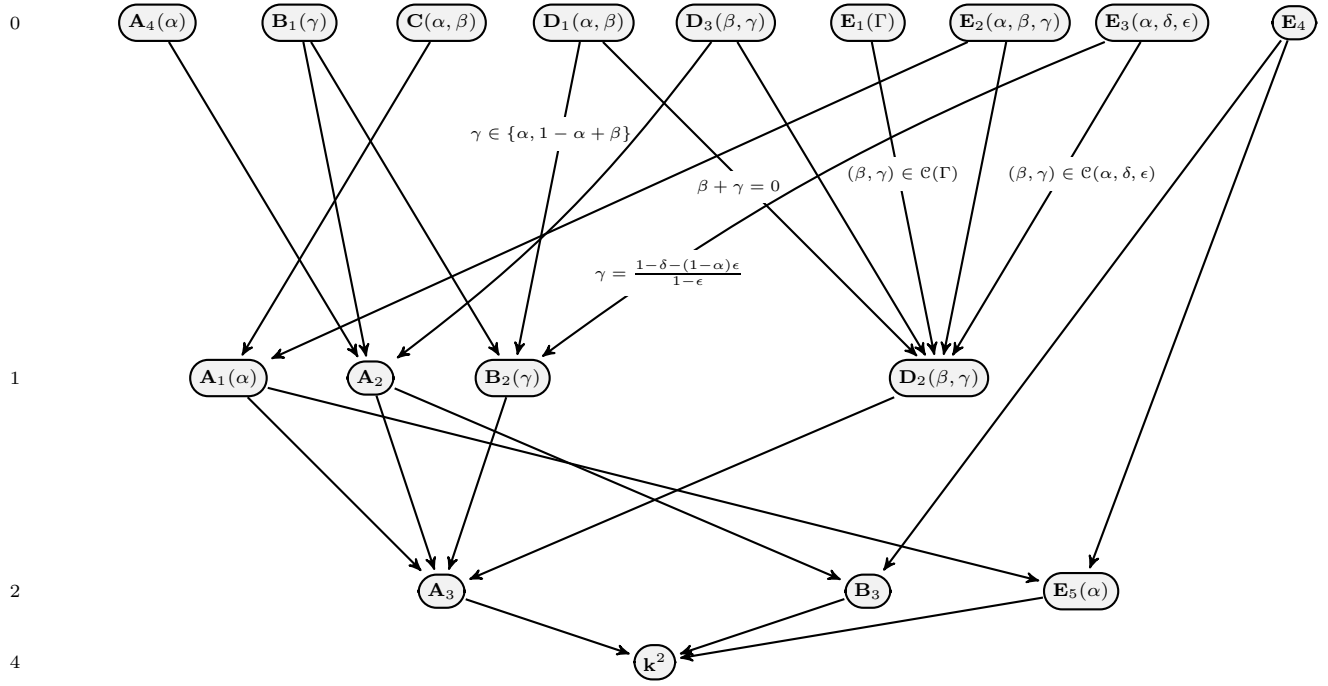 0 𝐀₄(α) 𝐁₁(γ) 𝐂(α, β) 𝐃₁(α, β) 𝐃₃(β, γ) 𝐄₁(Γ) 𝐄₂(α, β, γ) 𝐄₃(α, δ, ϵ) 𝐄₄
γ ∈ {α, 1 − α + β}
β + γ = 0 (β, γ) ∈ 𝒞(Γ) (β, γ) ∈ 𝒞(α, δ, ϵ)
γ = \frac{1−δ−(1−α)ϵ}{1−ϵ}
1 𝐀₁(α) 𝐀₂ 𝐁₂(γ) 𝐃₂(β, γ)
2 𝐀₃ 𝐁₃ 𝐄₅(α)
4 𝐤²